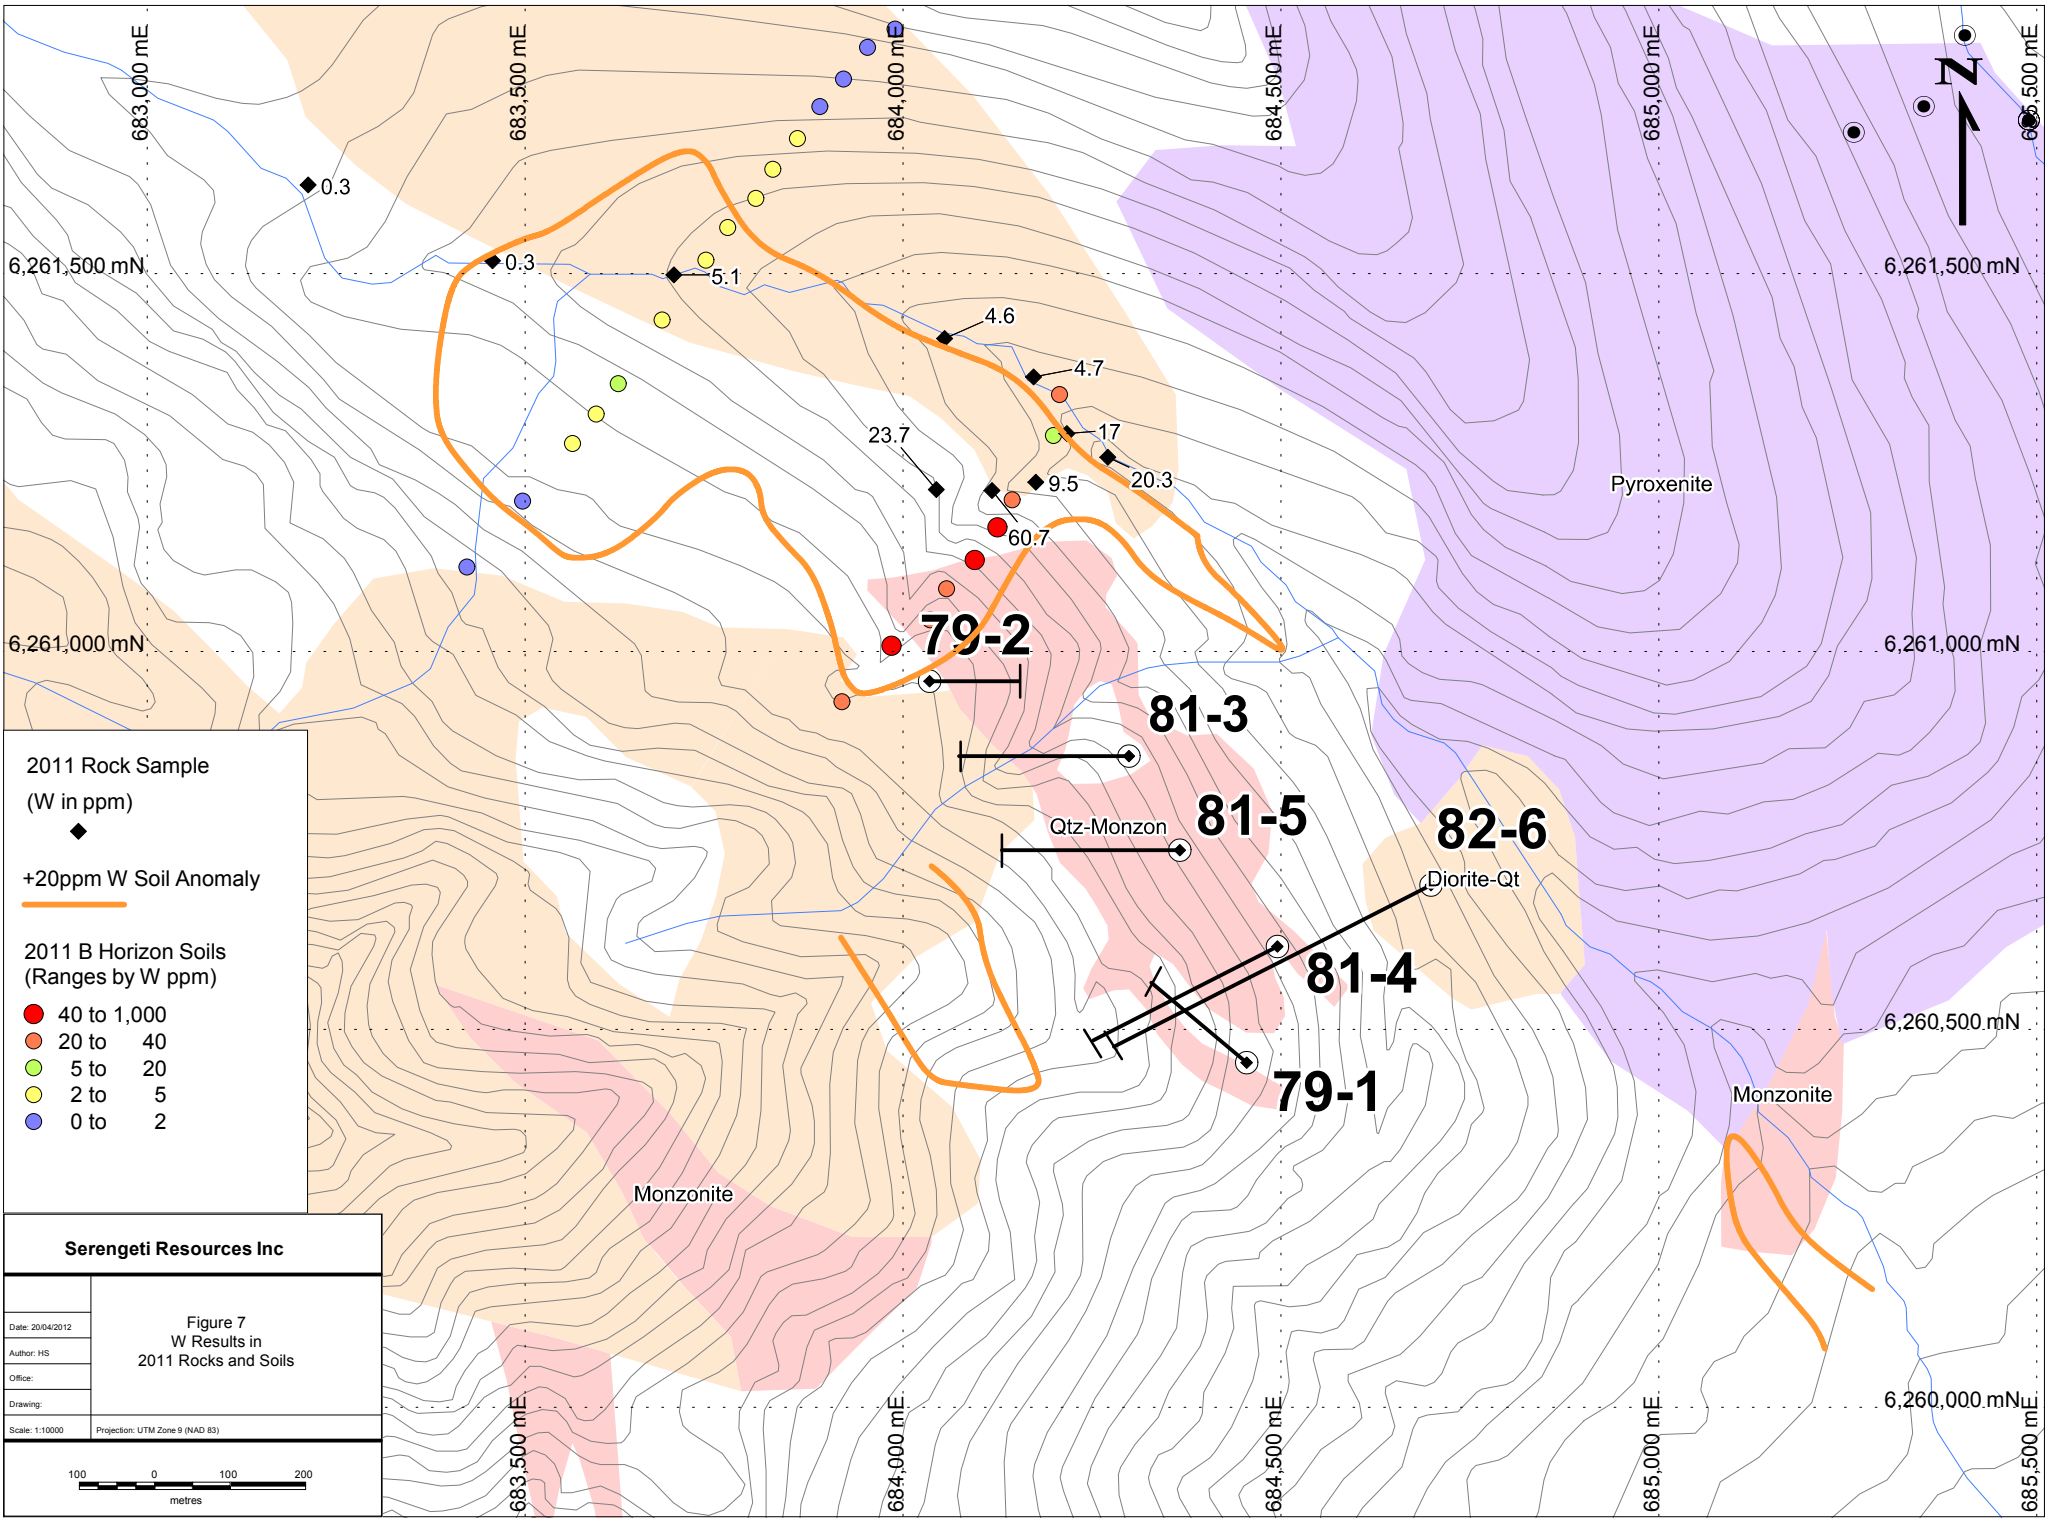 683,000 mE
683,500 mE
684,000 mE
684,500 mE
685,000 mE
685,500 mE
N
0.3
6,261,500 mN
0.3
5.1
6,261,500 mN
4.6
4.7
23.7
17
20.3
9.5
Pyroxenite
60.7
6,261,000 mN
79-2
6,261,000 mN
81-3
81-5
Qtz-Monzon
82-6
Diorite-Qt
81-4
6,260,500 mN
79-1
Monzonite
Monzonite
6,260,000 mN
683,500 mE
684,000 mE
684,500 mE
685,000 mE
685,500 mE
2011 Rock Sample
(W in ppm)
+20ppm W Soil Anomaly
2011 B Horizon Soils
(Ranges by W ppm)
40 to 1,000
20 to 40
5 to 20
2 to 5
0 to 2
Serengeti Resources Inc
Date: 20/04/2012
Author: HS
Office:
Drawing:
Scale: 1:10000
Figure 7
W Results in
2011 Rocks and Soils
Projection: UTM Zone 9 (NAD 83)
100 0 100 200
metres